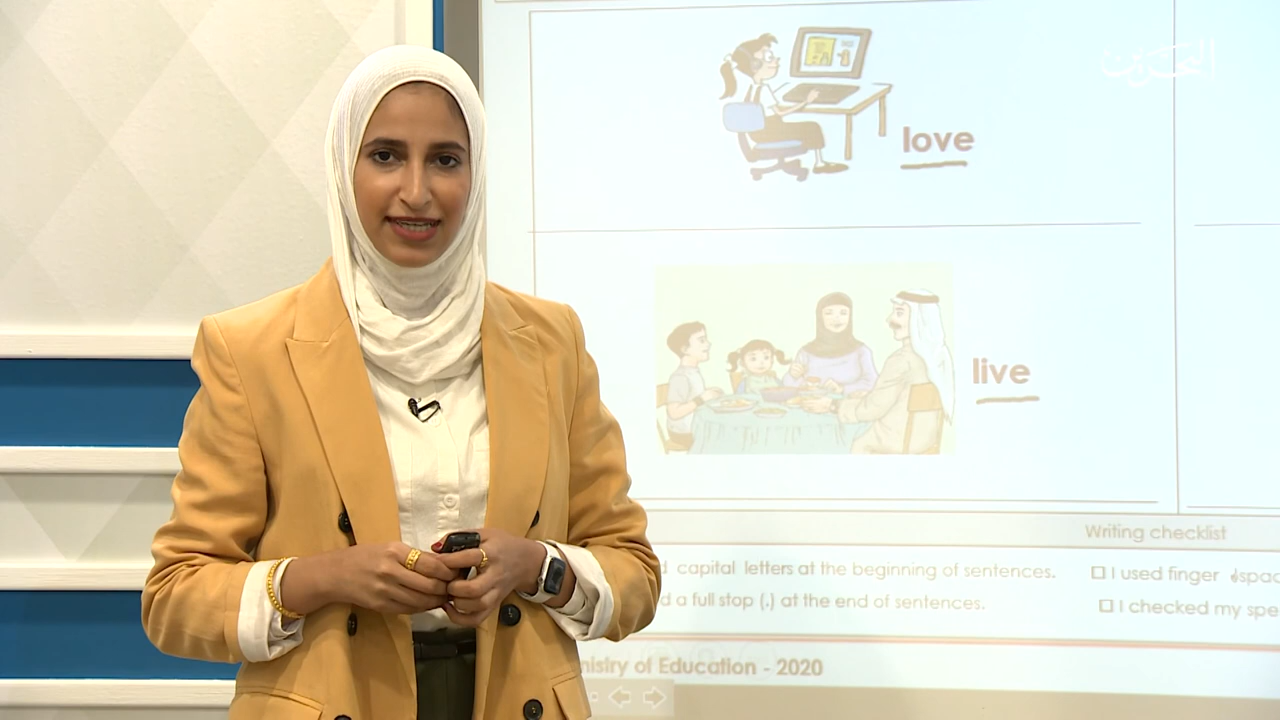 البحرين
love
live
Writing checklist
capital letters at the beginning of sentences.
I used finger
a full stop (.) at the end of sentences.
I checked my
of Education - 2020